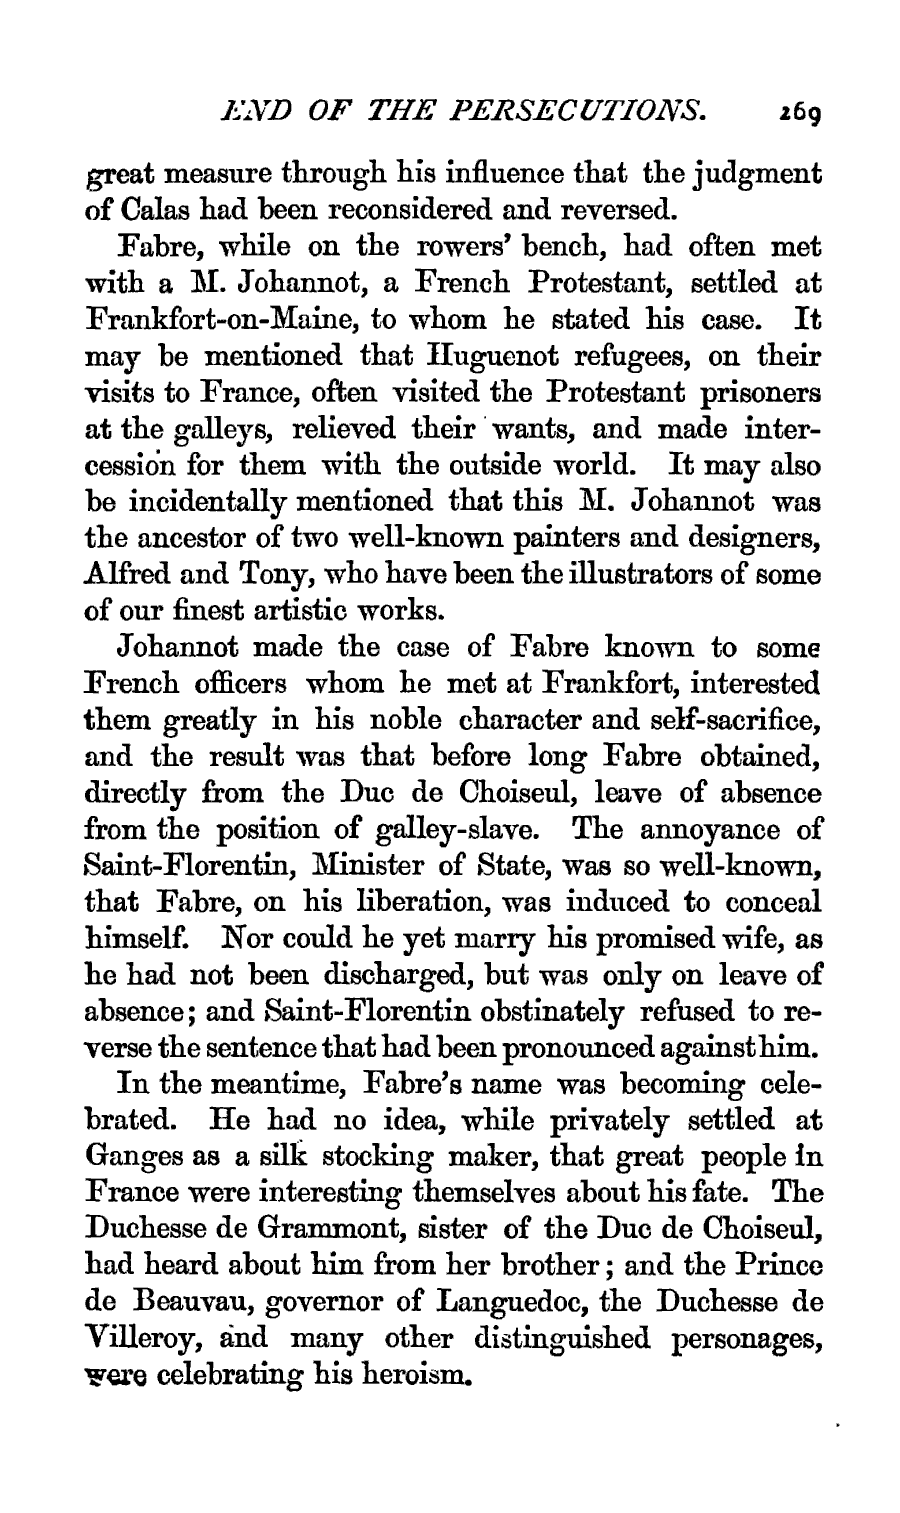 END OF THE PERSECUTIONS. 269
great measure through his influence that the judgment
of Calas had been reconsidered and reversed.
Fabre, while on the rowers' bench, had often met
with a M. Johannot, a French Protestant, settled at
Frankfort-on-Maine, to whom he stated his case. It
may be mentioned that Huguenot refugees, on their
visits to France, often visited the Protestant prisoners
at the galleys, relieved their wants, and made inter-
cession for them with the outside world. It may also
be incidentally mentioned that this M. Johannot was
the ancestor of two well-known painters and designers,
Alfred and Tony, who have been the illustrators of some
of our finest artistic works.
Johannot made the case of Fabre known to some
French officers whom he met at Frankfort, interested
them greatly in his noble character and self-sacrifice,
and the result was that before long Fabre obtained,
directly from the Duc de Choiseul, leave of absence
from the position of galley-slave. The annoyance of
Saint-Florentin, Minister of State, was so well-known,
that Fabre, on his liberation, was induced to conceal
himself. Nor could he yet marry his promised wife, as
he had not been discharged, but was only on leave of
absence; and Saint-Florentin obstinately refused to re-
verse the sentence that had been pronounced against him.
In the meantime, Fabre's name was becoming cele-
brated. He had no idea, while privately settled at
Ganges as a silk stocking maker, that great people in
France were interesting themselves about his fate. The
Duchesse de Grammont, sister of the Duc de Choiseul,
had heard about him from her brother; and the Prince
de Beauvau, governor of Languedoc, the Duchesse de
Villeroy, and many other distinguished personages,
were celebrating his heroism.